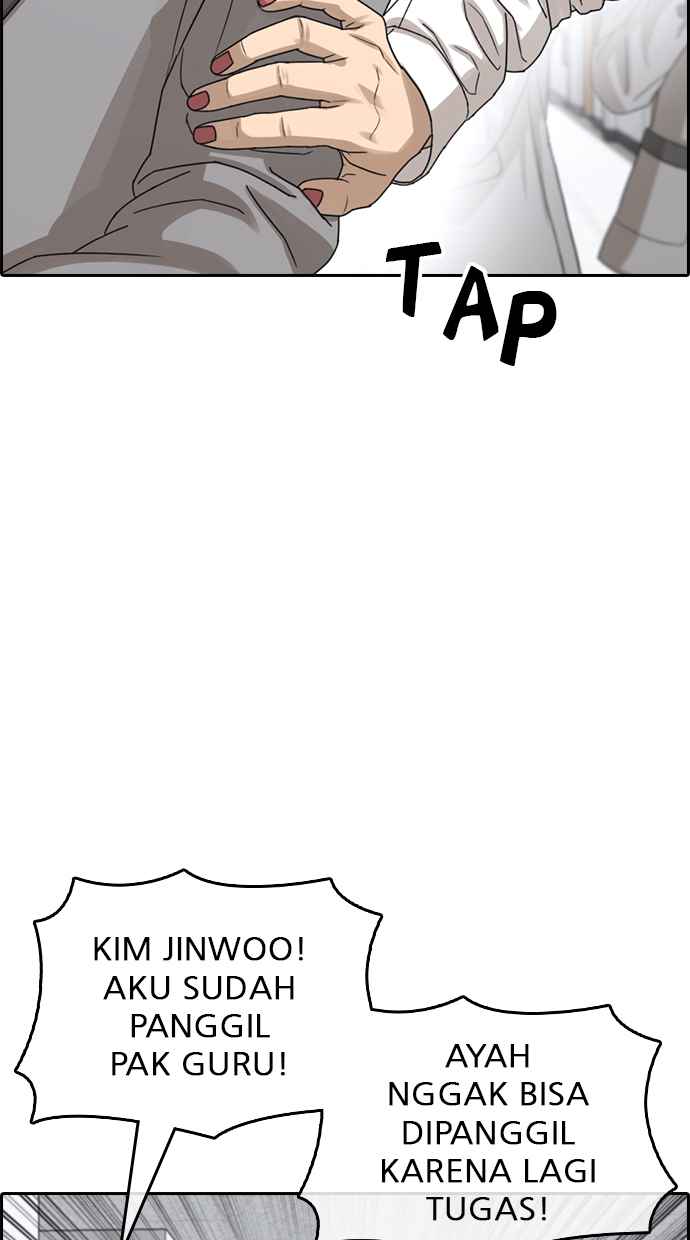 TAP
KIM JINWOO!
AKU SUDAH
PANGGIL
PAK GURU!
AYAH
NGGAK BISA
DIPANGGIL
KARENA LAGI
TUGAS!